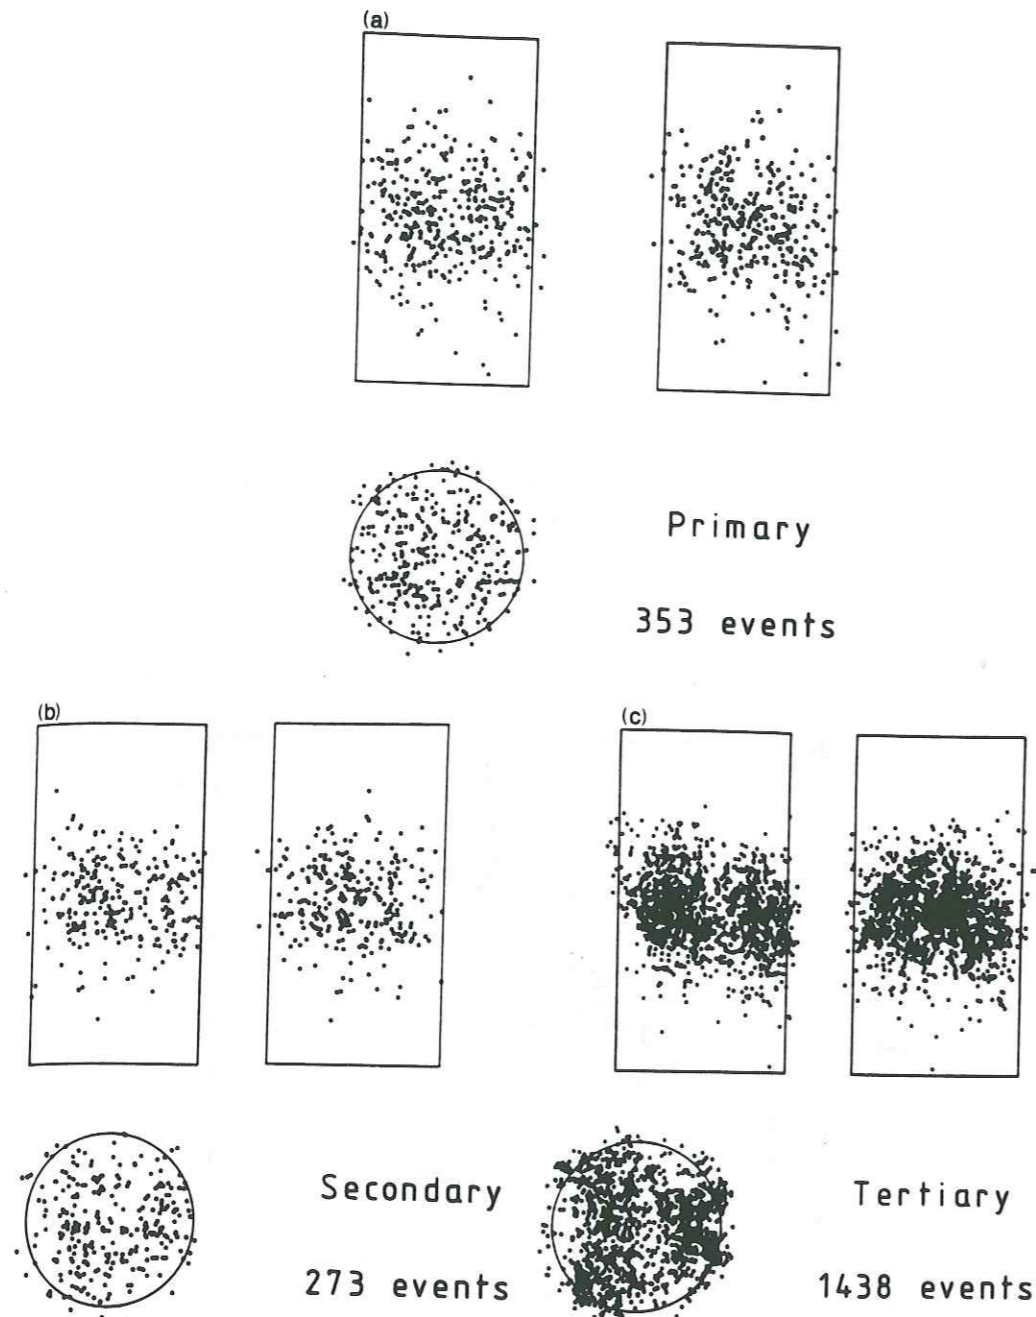 (a)
Primary
353 events
(b)
(c)
Secondary
273 events
Tertiary
1438 events